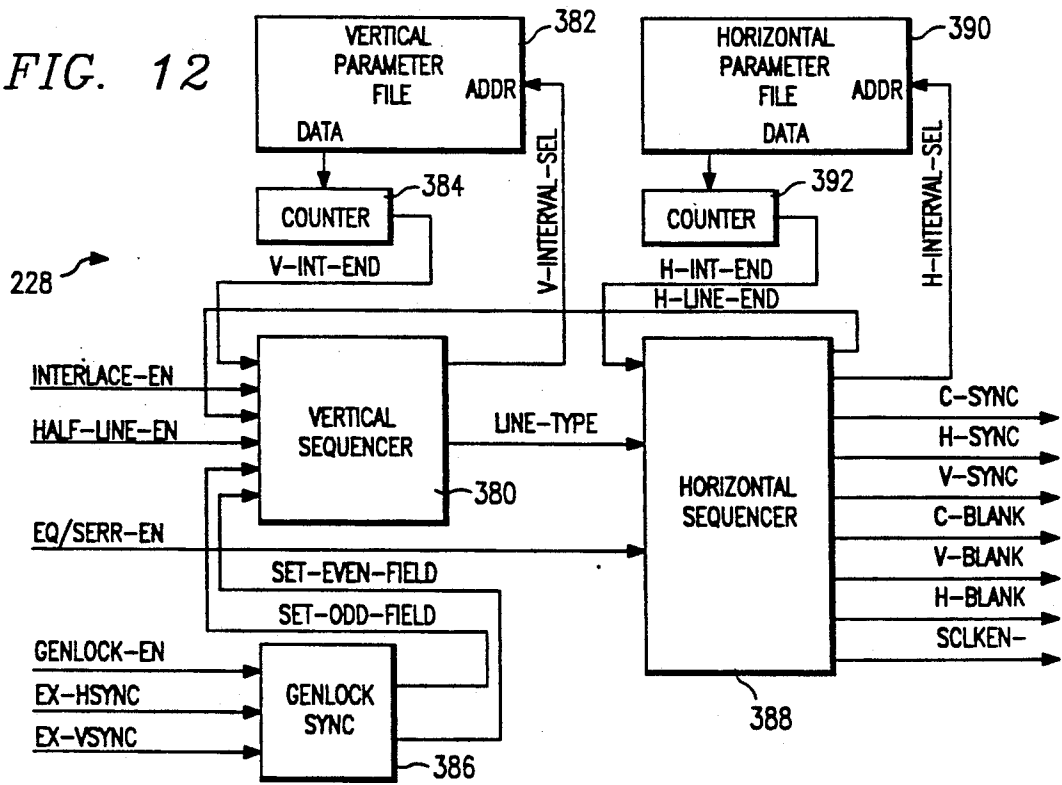 FIG. 12
VERTICAL
PARAMETER
FILE
ADDR
DATA
382
HORIZONTAL
PARAMETER
FILE
ADDR
DATA
390
COUNTER
384
COUNTER
392
V-INT-END
V-INTERVAL-SEL
H-INT-END
H-LINE-END
H-INTERVAL-SEL
228
INTERLACE-EN
HALF-LINE-EN
EQ/SERR-EN
VERTICAL
SEQUENCER
380
LINE-TYPE
HORIZONTAL
SEQUENCER
388
C-SYNC
H-SYNC
V-SYNC
C-BLANK
V-BLANK
H-BLANK
SCLKEN-
SET-EVEN-FIELD
SET-ODD-FIELD
GENLOCK-EN
EX-HSYNC
EX-VSYNC
GENLOCK
SYNC
386